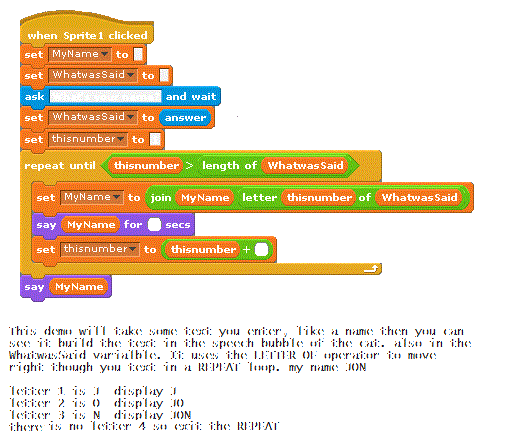 when Sprite1 clicked
set MyName to
set WhatwasSaid to
ask and wait
set WhatwasSaid to answer
set thisnumber to
repeat until thisnumber > length of WhatwasSaid
set MyName to join MyName letter thisnumber of WhatwasSaid
say MyName for secs
set thisnumber to thisnumber +
say MyName
This demo will take some text you enter, like a name then you can
see it build the text in the speech bubble of the cat. also in the
WhatwasSaid varialble. It uses the LETTER OF operator to move
right though you text in a REPEAT loop. my name JON
letter 1 is J display J
letter 2 is O display JO
letter 3 is N display JON
there is no letter 4 so exit the REPEAT